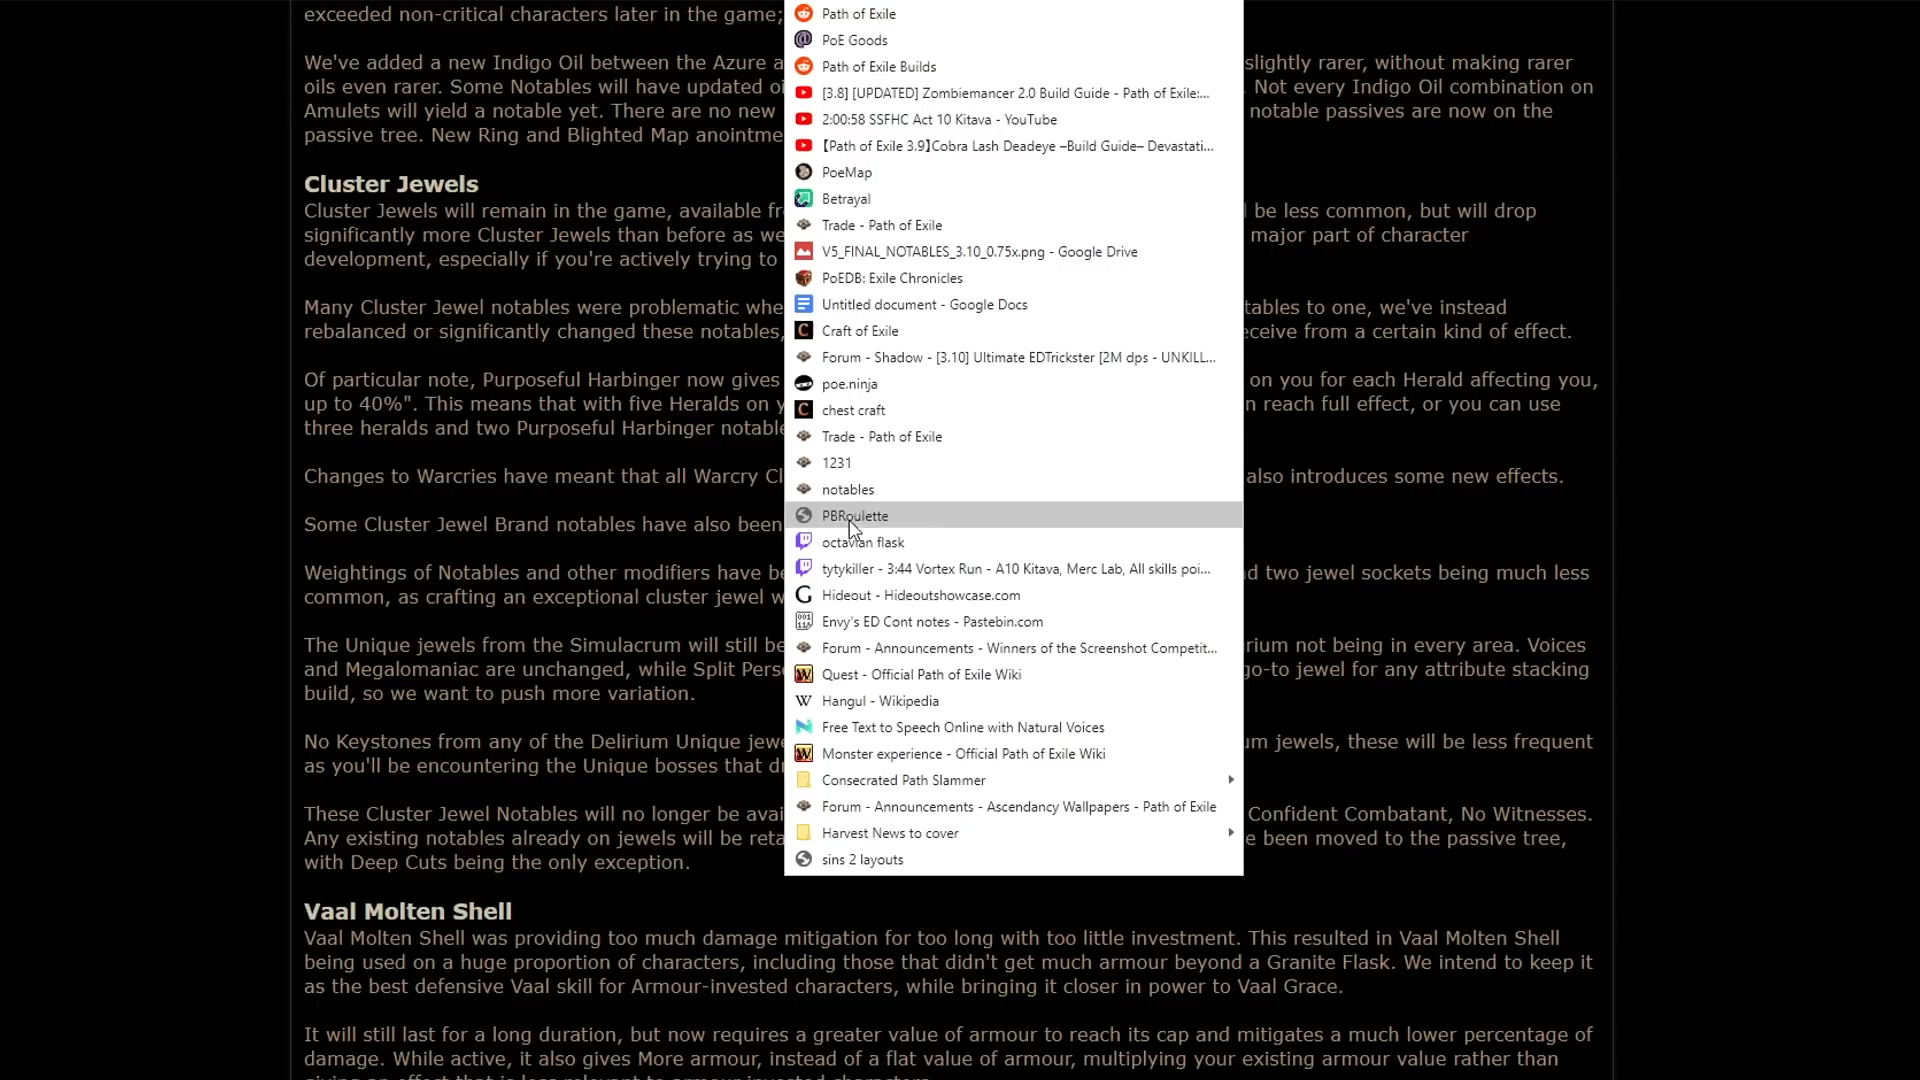 exceeded non-critical characters later in the game;
We've added a new Indigo Oil between the Azure a
oils even rarer. Some Notables will have updated oi
Amulets will yield a notable yet. There are no new
passive tree. New Ring and Blighted Map anointme
slightly rarer, without making rarer
. Not every Indigo Oil combination on
notable passives are now on the
Cluster Jewels
Cluster Jewels will remain in the game, available fr
significantly more Cluster Jewels than before as we
development, especially if you're actively trying to
l be less common, but will drop
major part of character
Many Cluster Jewel notables were problematic whe
rebalanced or significantly changed these notables,
tables to one, we've instead
eceive from a certain kind of effect.
Of particular note, Purposeful Harbinger now gives
up to 40%". This means that with five Heralds on y
three heralds and two Purposeful Harbinger notable
on you for each Herald affecting you,
n reach full effect, or you can use
Changes to Warcries have meant that all Warcry Cl
also introduces some new effects.
Some Cluster Jewel Brand notables have also been
Weightings of Notables and other modifiers have be
common, as crafting an exceptional cluster jewel w
d two jewel sockets being much less
The Unique jewels from the Simulacrum will still be
and Megalomaniac are unchanged, while Split Perso
build, so we want to push more variation.
rium not being in every area. Voices
go-to jewel for any attribute stacking
No Keystones from any of the Delirium Unique jewe
as you'll be encountering the Unique bosses that dr
um jewels, these will be less frequent
These Cluster Jewel Notables will no longer be avai
Any existing notables already on jewels will be reta
with Deep Cuts being the only exception.
Confident Combatant, No Witnesses.
e been moved to the passive tree,
Vaal Molten Shell
Vaal Molten Shell was providing too much damage mitigation for too long with too little investment. This resulted in Vaal Molten Shell
being used on a huge proportion of characters, including those that didn't get much armour beyond a Granite Flask. We intend to keep it
as the best defensive Vaal skill for Armour-invested characters, while bringing it closer in power to Vaal Grace.
It will still last for a long duration, but now requires a greater value of armour to reach its cap and mitigates a much lower percentage of
damage. While active, it also gives More armour, instead of a flat value of armour, multiplying your existing armour value rather than
Path of Exile
PoE Goods
Path of Exile Builds
[3.8] [UPDATED] Zombiemancer 2.0 Build Guide - Path of Exile:...
2:00:58 SSFHC Act 10 Kitava - YouTube
【Path of Exile 3.9】Cobra Lash Deadeye –Build Guide– Devastati...
PoeMap
Betrayal
Trade - Path of Exile
V5_FINAL_NOTABLES_3.10_0.75x.png - Google Drive
PoEDB: Exile Chronicles
Untitled document - Google Docs
Craft of Exile
Forum - Shadow - [3.10] Ultimate EDTrickster [2M dps - UNKILL...
poe.ninja
chest craft
Trade - Path of Exile
1231
notables
PBRoulette
octavian flask
tytykiller - 3:44 Vortex Run - A10 Kitava, Merc Lab, All skills poi...
Hideout - Hideoutshowcase.com
Envy's ED Cont notes - Pastebin.com
Forum - Announcements - Winners of the Screenshot Competit...
Quest - Official Path of Exile Wiki
Hangul - Wikipedia
Free Text to Speech Online with Natural Voices
Monster experience - Official Path of Exile Wiki
Consecrated Path Slammer
Forum - Announcements - Ascendancy Wallpapers - Path of Exile
Harvest News to cover
sins 2 layouts